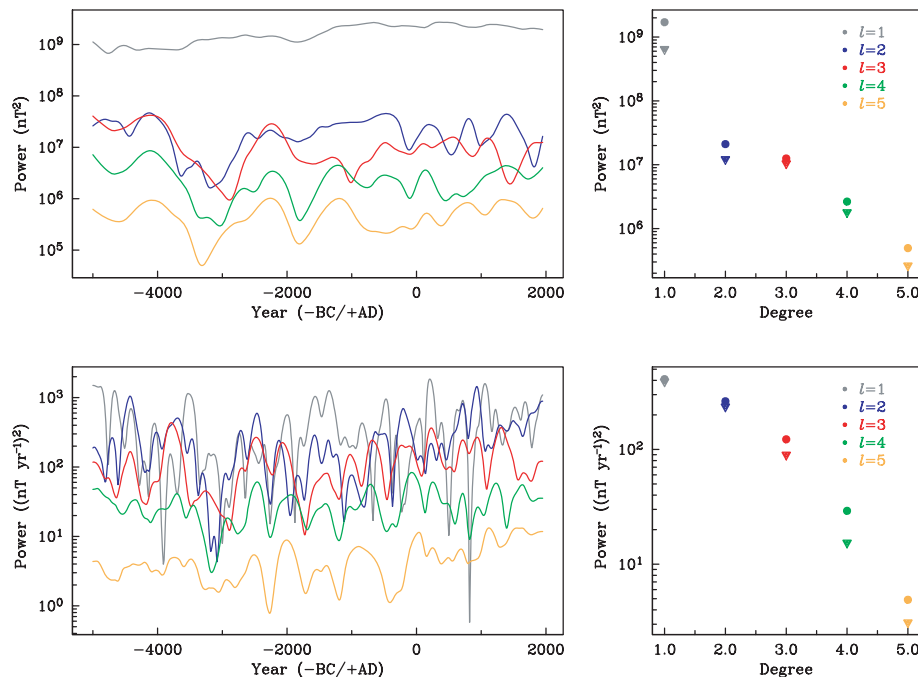 Power (nT²)
10⁹
10⁸
10⁷
10⁶
10⁵
−4000
−2000
0
2000
Year (−BC/+AD)
Power (nT²)
10⁹
10⁸
10⁷
10⁶
1.0
2.0
3.0
4.0
5.0
Degree
l=1
l=2
l=3
l=4
l=5
Power ((nT yr⁻¹)²)
10³
10²
10¹
10⁰
−4000
−2000
0
2000
Year (−BC/+AD)
Power ((nT yr⁻¹)²)
10²
10¹
1.0
2.0
3.0
4.0
5.0
Degree
l=1
l=2
l=3
l=4
l=5